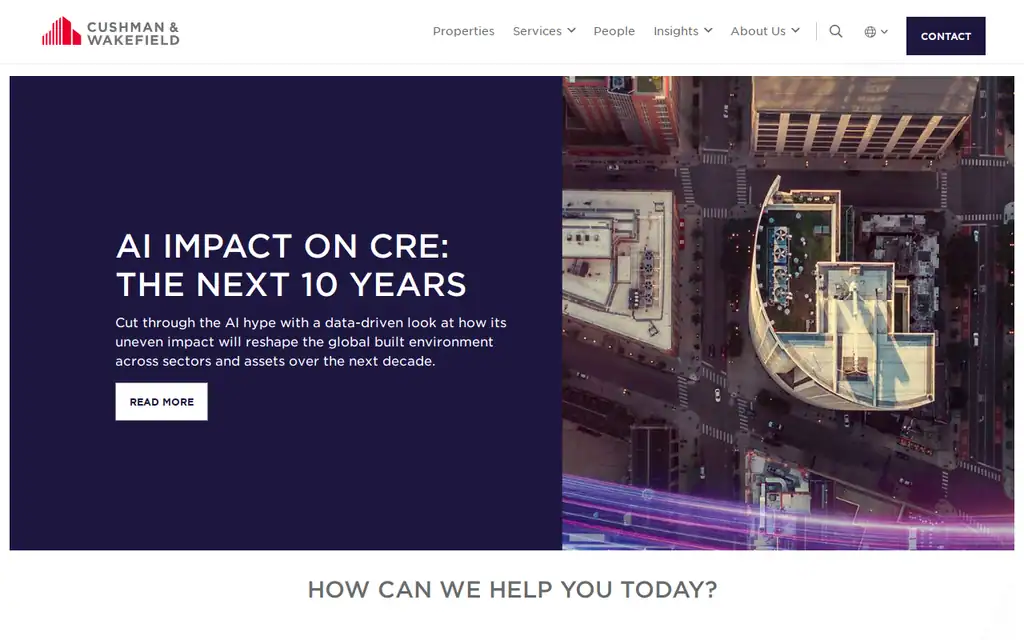 CUSHMAN &
WAKEFIELD
Properties
Services
People
Insights
About Us
CONTACT
AI IMPACT ON CRE:
THE NEXT 10 YEARS
Cut through the AI hype with a data-driven look at how its
uneven impact will reshape the global built environment
across sectors and assets over the next decade.
READ MORE
HOW CAN WE HELP YOU TODAY?